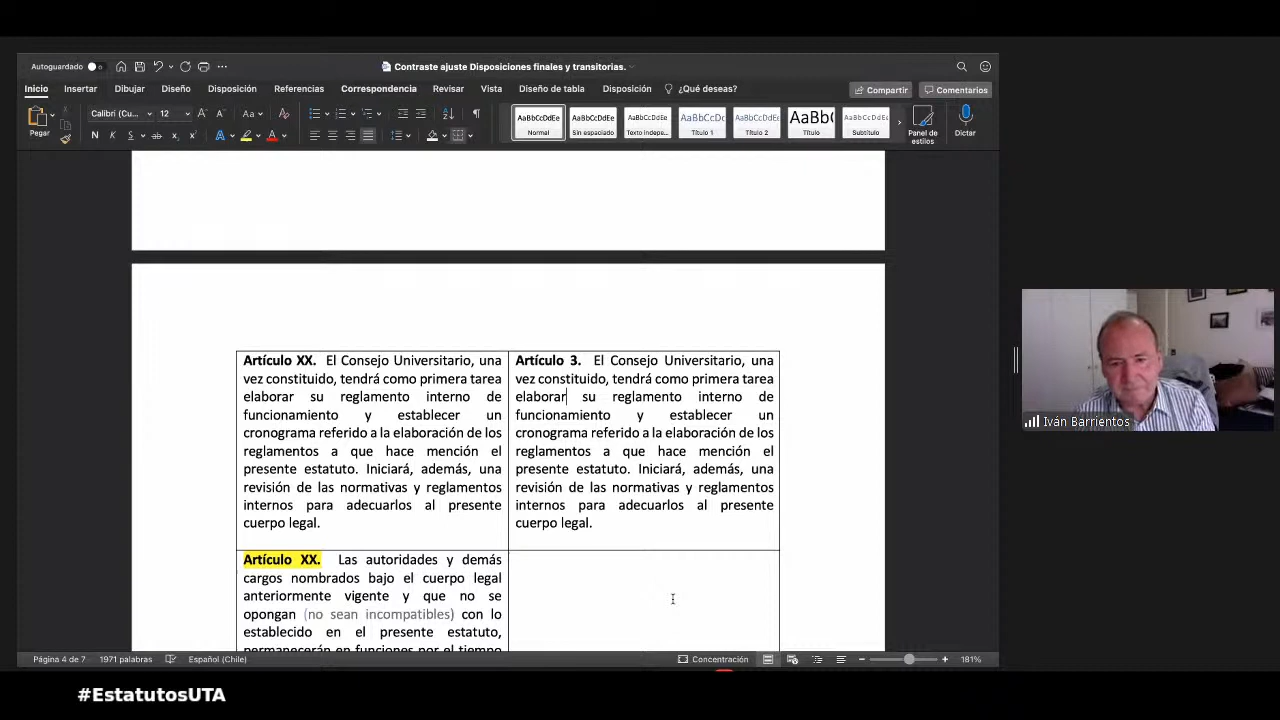 Autoguardado
Contraste ajuste Disposiciones finales y transitorias.
Inicio Insertar Dibujar Diseño Disposición Referencias Correspondencia Revisar Vista Diseño de tabla Disposición ¿Qué deseas? Compartir Comentarios
Pegar
Calibri (Cu... 12
AaBbCcDdEe Normal
AaBbCcDdEe Sin espaciado
AaBbCcDdEe Texto indepe...
AaBbCcDc Título 1
AaBbCcDdEe Título 2
AaBb( Título
AaBbCcDdEe Subtítulo
Panel de estilos
Dictar
Artículo XX. El Consejo Universitario, una
vez constituido, tendrá como primera tarea
elaborar su reglamento interno de
funcionamiento y establecer un
cronograma referido a la elaboración de los
reglamentos a que hace mención el
presente estatuto. Iniciará, además, una
revisión de las normativas y reglamentos
internos para adecuarlos al presente
cuerpo legal.
Artículo 3. El Consejo Universitario, una
vez constituido, tendrá como primera tarea
elaborar su reglamento interno de
funcionamiento y establecer un
cronograma referido a la elaboración de los
reglamentos a que hace mención el
presente estatuto. Iniciará, además, una
revisión de las normativas y reglamentos
internos para adecuarlos al presente
cuerpo legal.
Artículo XX. Las autoridades y demás
cargos nombrados bajo el cuerpo legal
anteriormente vigente y que no se
opongan (no sean incompatibles) con lo
establecido en el presente estatuto,
permanecerán en funciones por el tiempo
Iván Barrientos
Página 4 de 7 1971 palabras Español (Chile) Concentración 181%
#EstatutosUTA